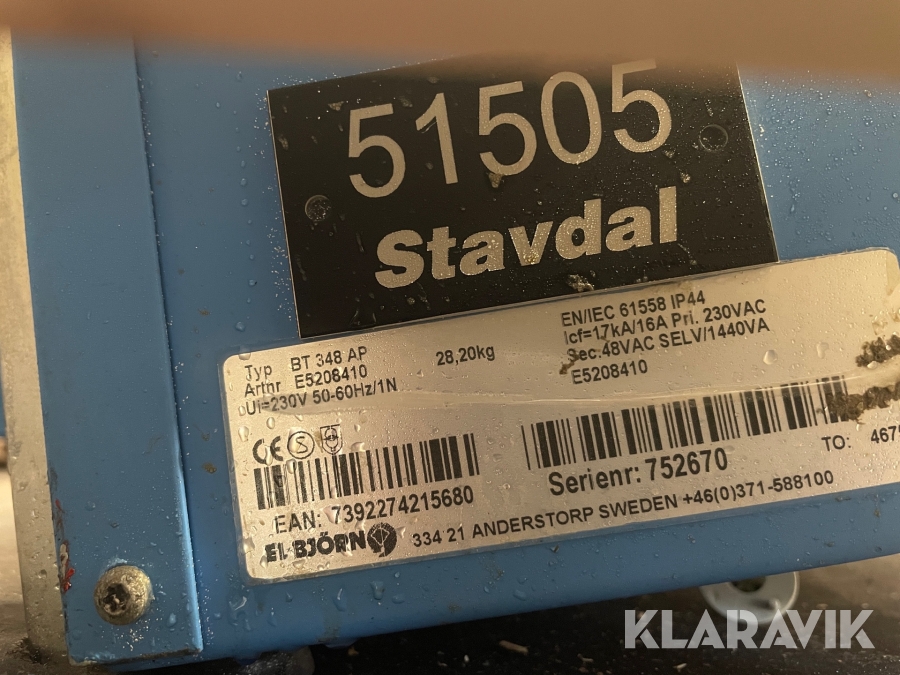 51505
Stavdal
Typ BT 348 AP 28,20kg
Artnr E5208410
Ui=230V 50-60Hz/1N
EN/IEC 61558 IP44
Icf=1,7kA/16A Pri. 230VAC
Sec.48VAC SELV/1440VA
E5208410
CE S
EAN: 7392274215680
Serienr: 752670
TO: 467
EL-BJÖRN 334 21 ANDERSTORP SWEDEN +46(0)371-588100
KLARAVIK